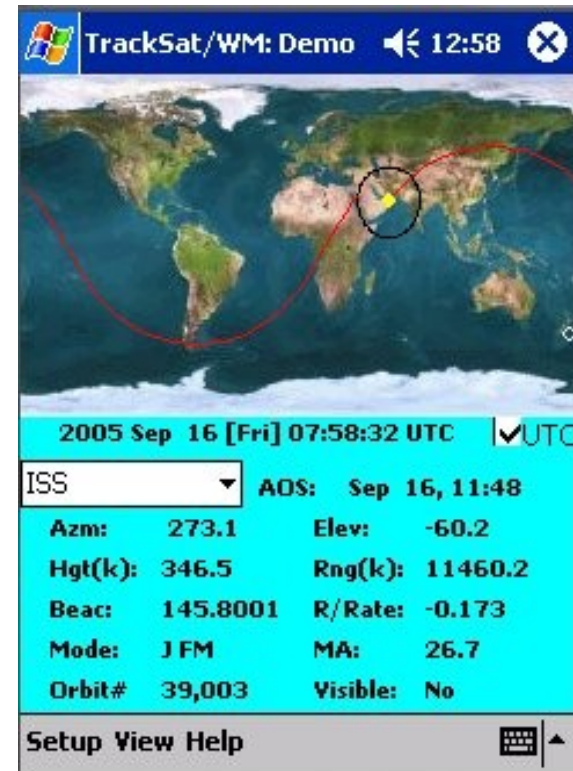 TrackSat/WM: Demo 12:58
2005 Sep 16 [Fri] 07:58:32 UTC UTC
ISS AOS: Sep 16, 11:48
Azm: 273.1 Elev: -60.2
Hgt(k): 346.5 Rng(k): 11460.2
Beac: 145.8001 R/Rate: -0.173
Mode: J FM MA: 26.7
Orbit# 39,003 Visible: No
Setup View Help